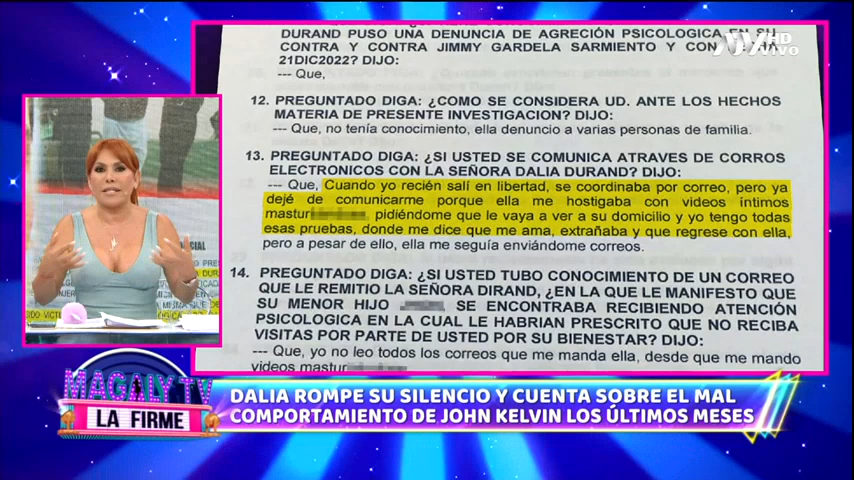 DURAND PUSO UNA DENUNCIA DE AGRECIÓN PSICOLOGICA EN SU
CONTRA Y CONTRA JIMMY GARDELA SARMIENTO Y CON
21DIC2022? DIJO:
--- Que,
12. PREGUNTADO DIGA: ¿COMO SE CONSIDERA UD. ANTE LOS HECHOS
MATERIA DE PRESENTE INVESTIGACION? DIJO:
--- Que, no tenía conocimiento, ella denuncio a varias personas de familia.
13. PREGUNTADO DIGA: ¿SI USTED SE COMUNICA ATRAVES DE CORROS
ELECTRONICOS CON LA SEÑORA DALIA DURAND? DIJO:
--- Que, Cuando yo recién salí en libertad, se coordinaba por correo, pero ya
dejé de comunicarme porque ella me hostigaba con videos íntimos
mastur pidiéndome que le vaya a ver a su domicilio y yo tengo todas
esas pruebas, donde me dice que me ama, extrañaba y que regrese con ella,
pero a pesar de ello, ella me seguía enviándome correos.
14. PREGUNTADO DIGA: ¿SI USTED TUBO CONOCIMIENTO DE UN CORREO
QUE LE REMITIO LA SEÑORA DIRAND, ¿EN LA QUE LE MANIFESTO QUE
SU MENOR HIJO , SE ENCONTRABA RECIBIENDO ATENCIÓN
PSICOLOGICA EN LA CUAL LE HABRIAN PRESCRITO QUE NO RECIBA
VISITAS POR PARTE DE USTED POR SU BIENESTAR? DIJO:
--- Que, yo no leo todos los correos que me manda ella, desde que me mando
videos mastur
HD
VIVO
MAGALY TV
LA FIRME
DALIA ROMPE SU SILENCIO Y CUENTA SOBRE EL MAL
COMPORTAMIENTO DE JOHN KELVIN LOS ÚLTIMOS MESES